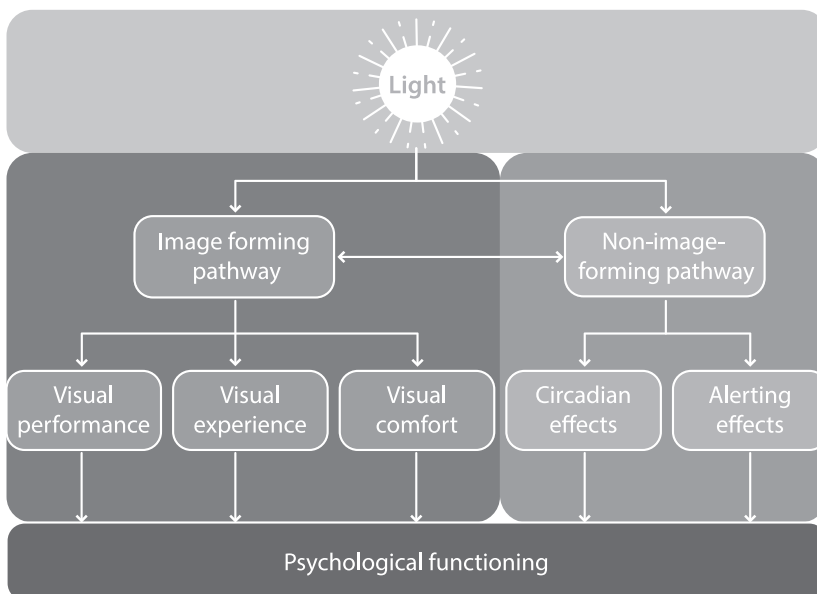 Light
Image forming
pathway
Non-image-
forming pathway
Visual
performance
Visual
experience
Visual
comfort
Circadian
effects
Alerting
effects
Psychological functioning